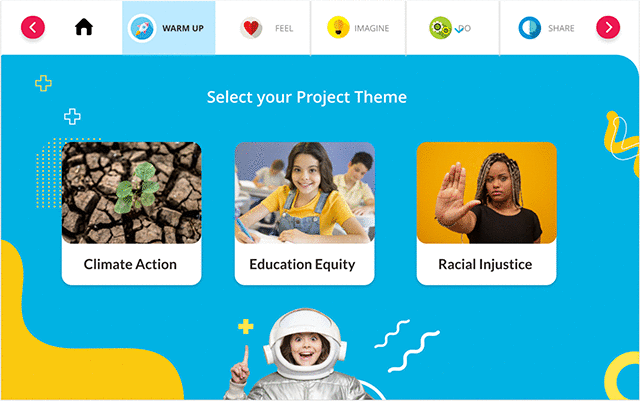 WARM UP
FEEL
IMAGINE
DO
SHARE
Select your Project Theme
Climate Action
Education Equity
Racial Injustice